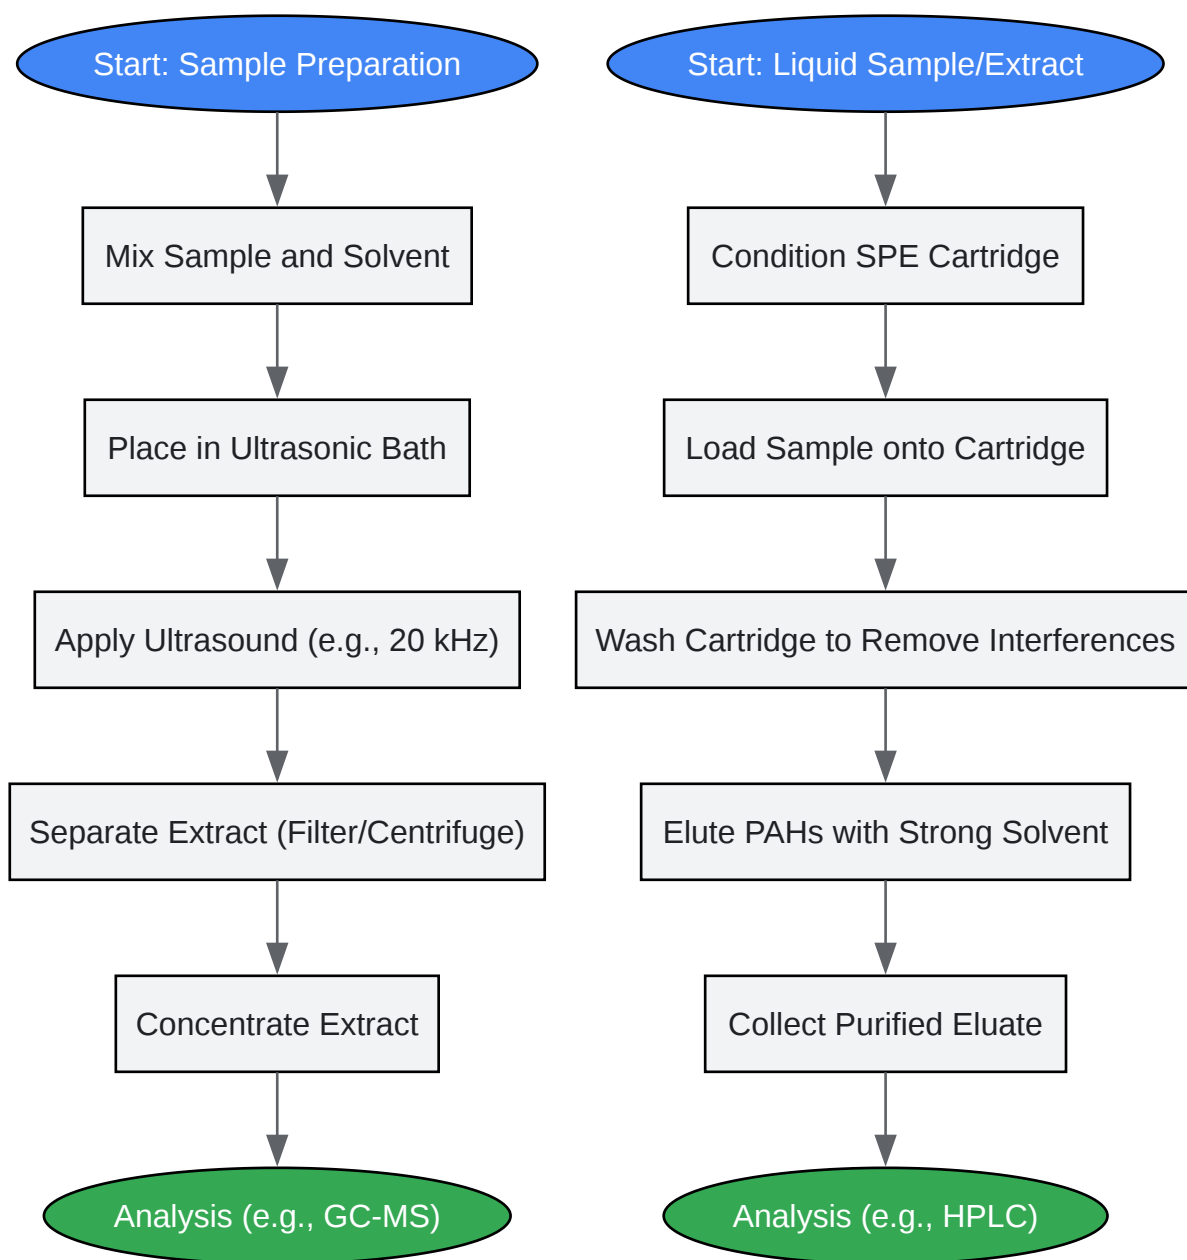 Start: Sample Preparation
Mix Sample and Solvent
Place in Ultrasonic Bath
Apply Ultrasound (e.g., 20 kHz)
Separate Extract (Filter/Centrifuge)
Concentrate Extract
Analysis (e.g., GC-MS)
Start: Liquid Sample/Extract
Condition SPE Cartridge
Load Sample onto Cartridge
Wash Cartridge to Remove Interferences
Elute PAHs with Strong Solvent
Collect Purified Eluate
Analysis (e.g., HPLC)